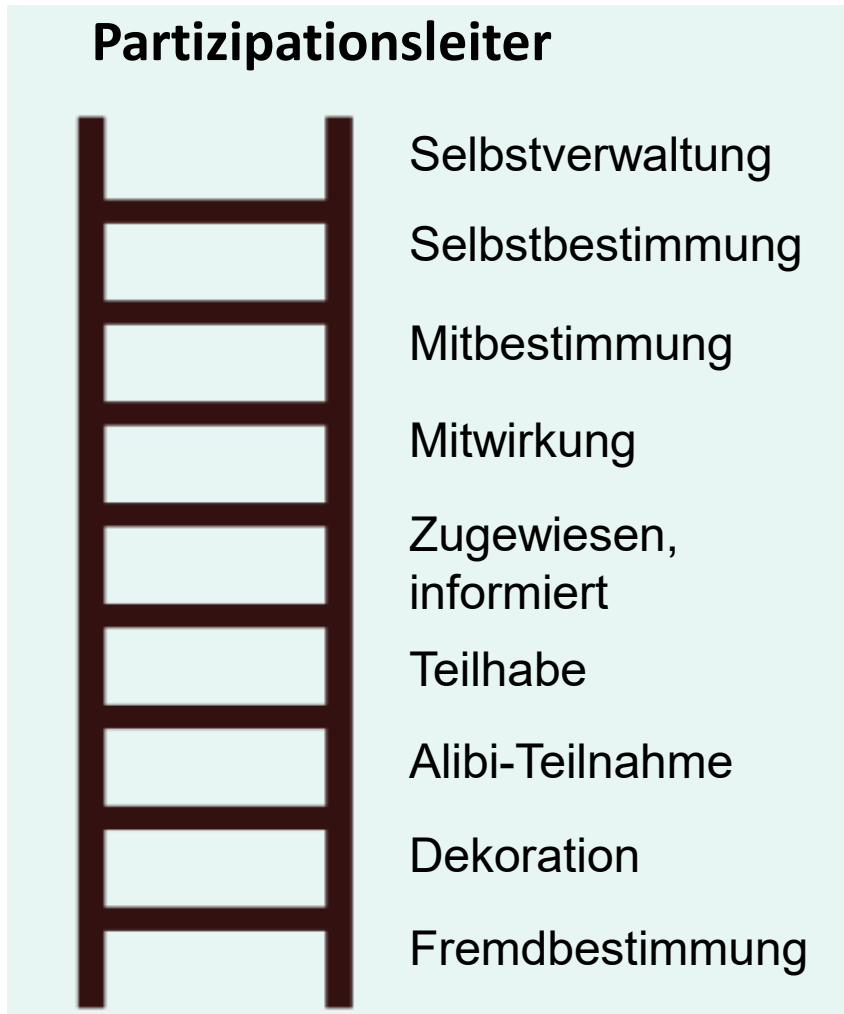 Partizipationsleiter
Selbstverwaltung
Selbstbestimmung
Mitbestimmung
Mitwirkung
Zugewiesen,
informiert
Teilhabe
Alibi-Teilnahme
Dekoration
Fremdbestimmung